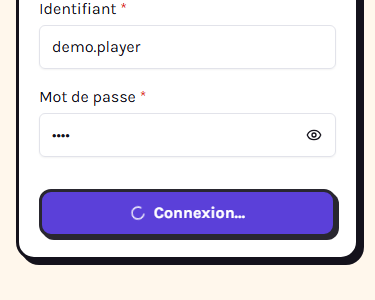 Identifiant *
demo.player
Mot de passe *
••••
Connexion...